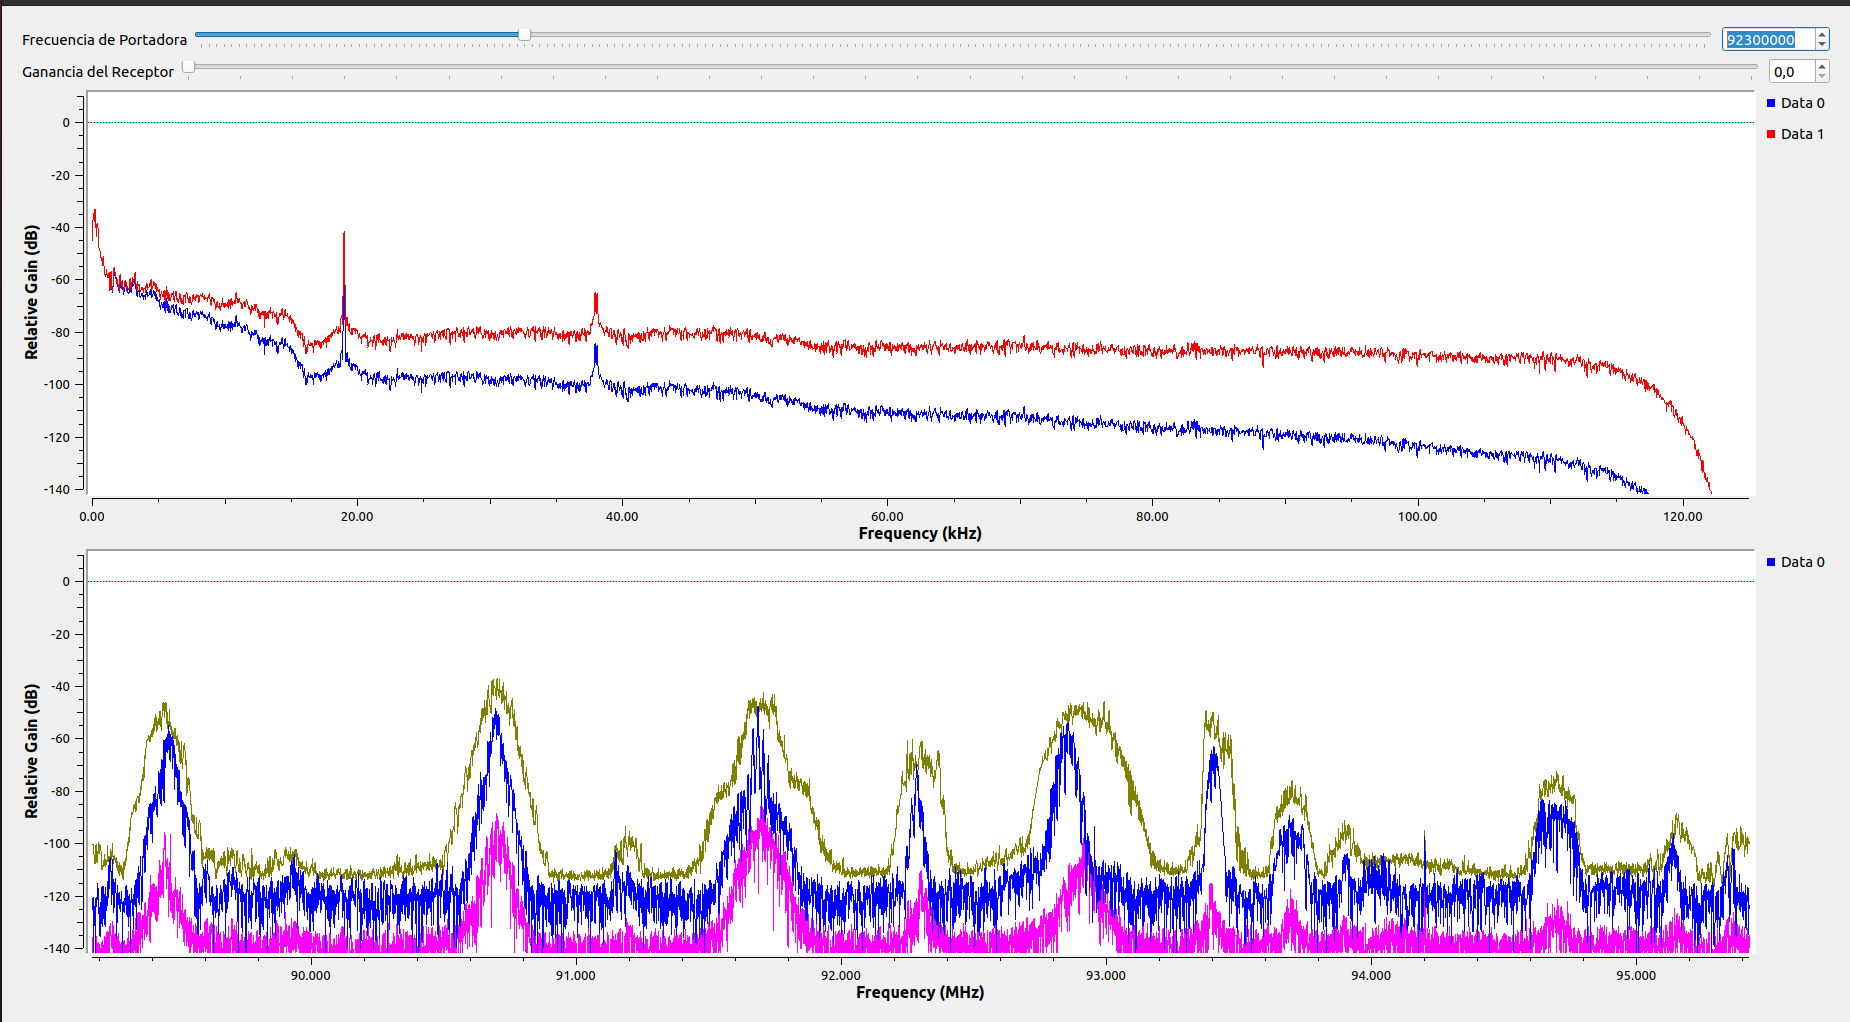 Frecuencia de Portadora 92300000
Ganancia del Receptor 0,0
Data 0
Data 1
Relative Gain (dB)
0
-20
-40
-60
-80
-100
-120
-140
0.00 20.00 40.00 60.00 80.00 100.00 120.00
Frequency (kHz)
Data 0
Relative Gain (dB)
0
-20
-40
-60
-80
-100
-120
-140
90.000 91.000 92.000 93.000 94.000 95.000
Frequency (MHz)